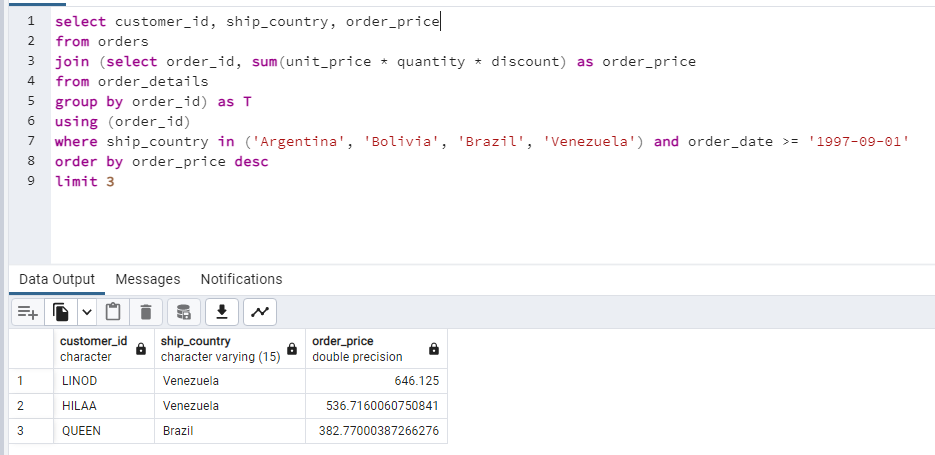 1 select customer_id, ship_country, order_price
2 from orders
3 join (select order_id, sum(unit_price * quantity * discount) as order_price
4 from order_details
5 group by order_id) as T
6 using (order_id)
7 where ship_country in ('Argentina', 'Bolivia', 'Brazil', 'Venezuela') and order_date >= '1997-09-01'
8 order by order_price desc
9 limit 3
Data Output Messages Notifications
customer_id ship_country order_price
character character varying (15) double precision
1 LINOD Venezuela 646.125
2 HILAA Venezuela 536.7160060750841
3 QUEEN Brazil 382.77000387266276